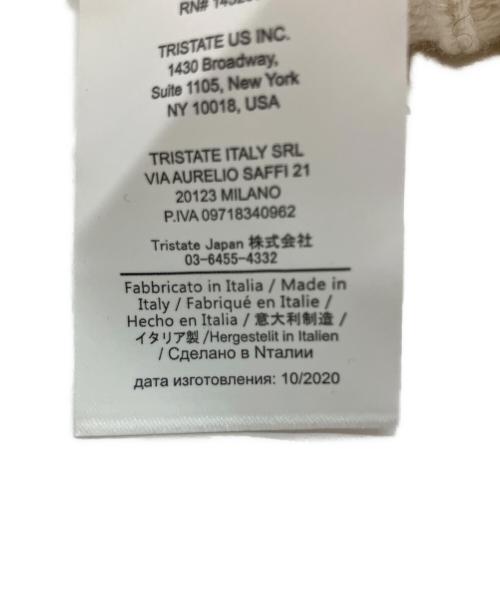 RN#
TRISTATE US INC.
1430 Broadway,
Suite 1105, New York
NY 10018, USA
TRISTATE ITALY SRL
VIA AURELIO SAFFI 21
20123 MILANO
P.IVA 09718340962
Tristate Japan 株式会社
03-6455-4332
Fabbricato in Italia / Made in
Italy / Fabriqué en Italie /
Hecho en Italia / 意大利制造 /
イタリア製 /Hergestelit in Italien
/ Сделано в Nталии
дата изготовления: 10/2020